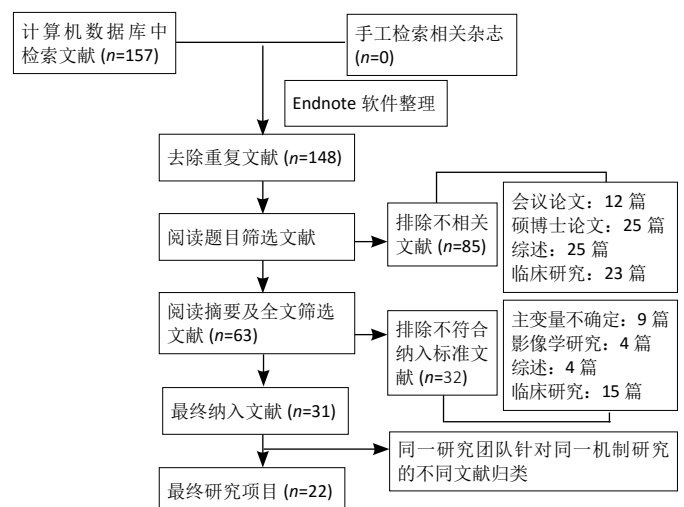 计算机数据库中
检索文献 (n=157)
手工检索相关杂志
(n=0)
Endnote 软件整理
去除重复文献 (n=148)
阅读题目筛选文献
排除不相关
文献 (n=85)
会议论文：12 篇
硕博士论文：25 篇
综述：25 篇
临床研究：23 篇
阅读摘要及全文筛选
文献 (n=63)
排除不符合
纳入标准文
献 (n=32)
主变量不确定：9 篇
影像学研究：4 篇
综述：4 篇
临床研究：15 篇
最终纳入文献 (n=31)
同一研究团队针对同一机制研究
的不同文献归类
最终研究项目 (n=22)